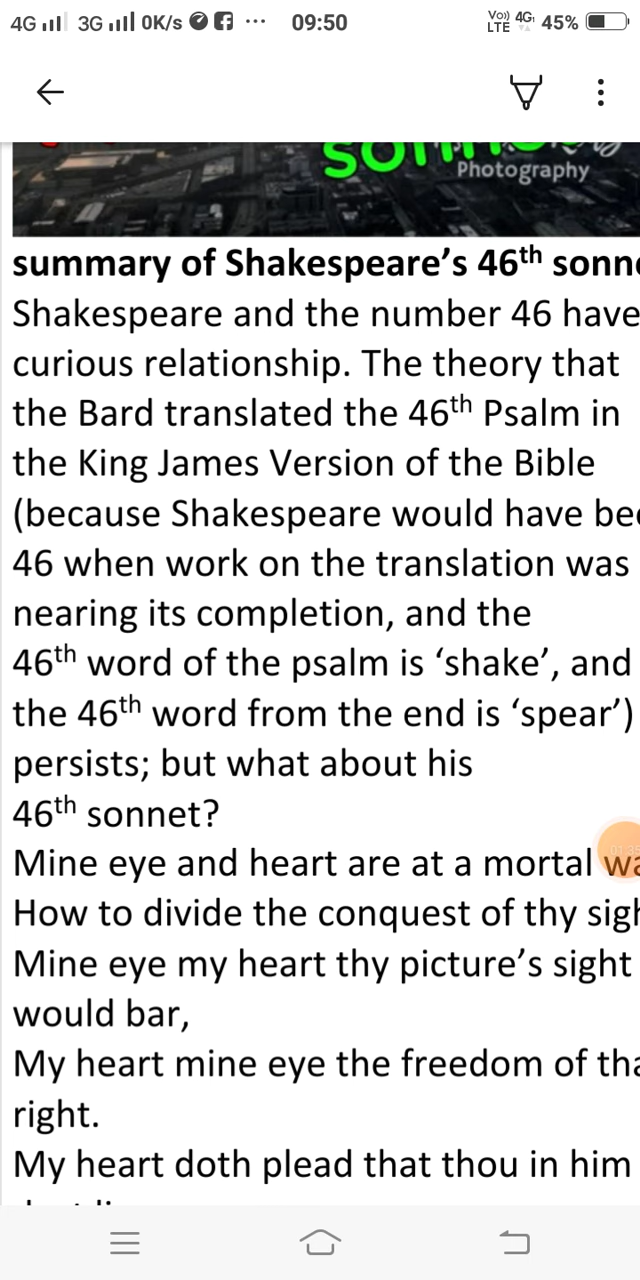 4G 3G 0K/s ... 09:50 Vo)) LTE 4G 45%
Photography
summary of Shakespeare’s 46th
Shakespeare and the number 46 have
curious relationship. The theory that
the Bard translated the 46th Psalm in
the King James Version of the Bible
(because Shakespeare would have
46 when work on the translation was
nearing its completion, and the
46th word of the psalm is ‘shake’, and
the 46th word from the end is ‘spear’)
persists; but what about his
46th sonnet?
Mine eye and heart are at a mortal
How to divide the conquest of thy
Mine eye my heart thy picture’s sight
would bar,
My heart mine eye the freedom of
right.
My heart doth plead that thou in him